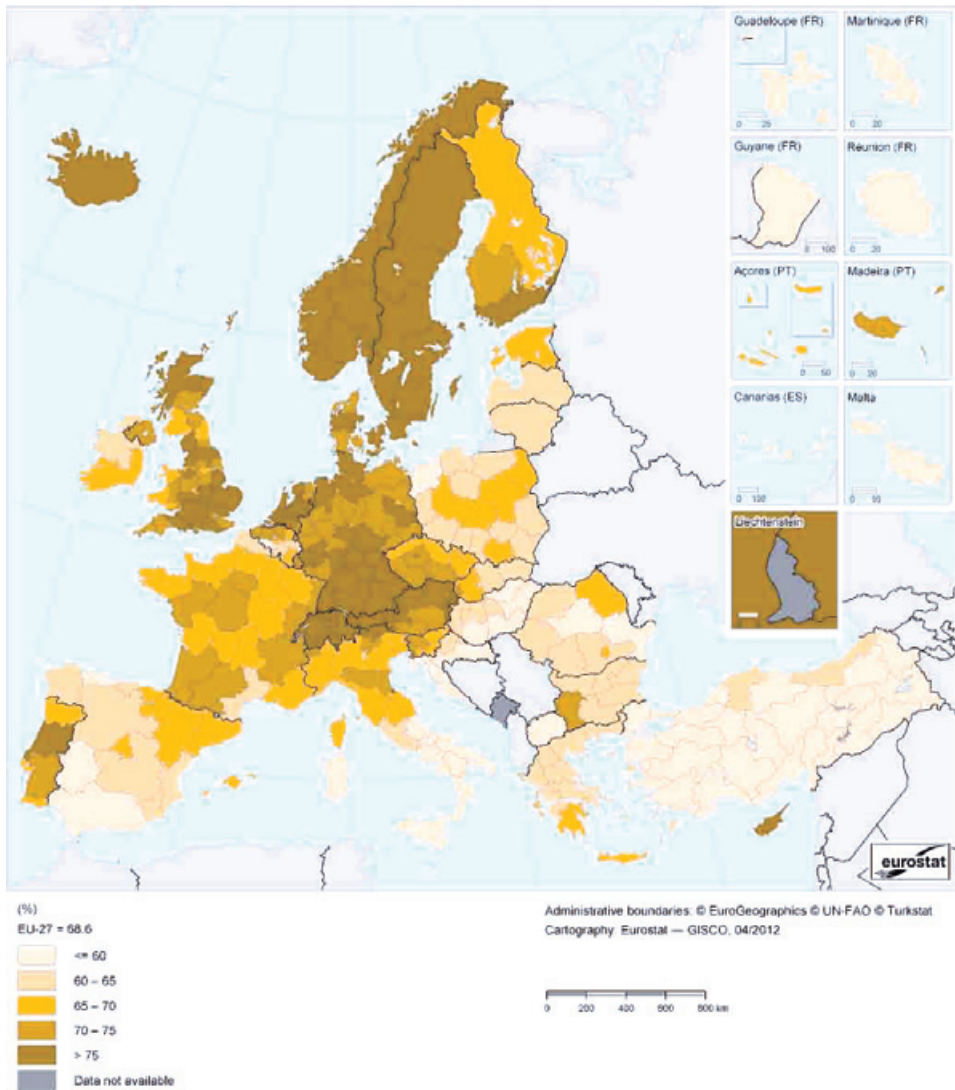 Guadeloupe (FR)
0 25
Martinique (FR)
0 20
Guyane (FR)
0 100
Réunion (FR)
0 20
Açores (PT)
0 50
Madeira (PT)
0 20
Canarias (ES)
0 100
Malta
0
Liechtenstein
eurostat
(%)
EU-27 = 68.6
<= 60
60 – 65
65 – 70
70 – 75
> 75
Data not available
Administrative boundaries: © EuroGeographics © UN-FAO © Turkstat
Cartography Eurostat — GISCO, 04/2012
0 200 400 600 800 km